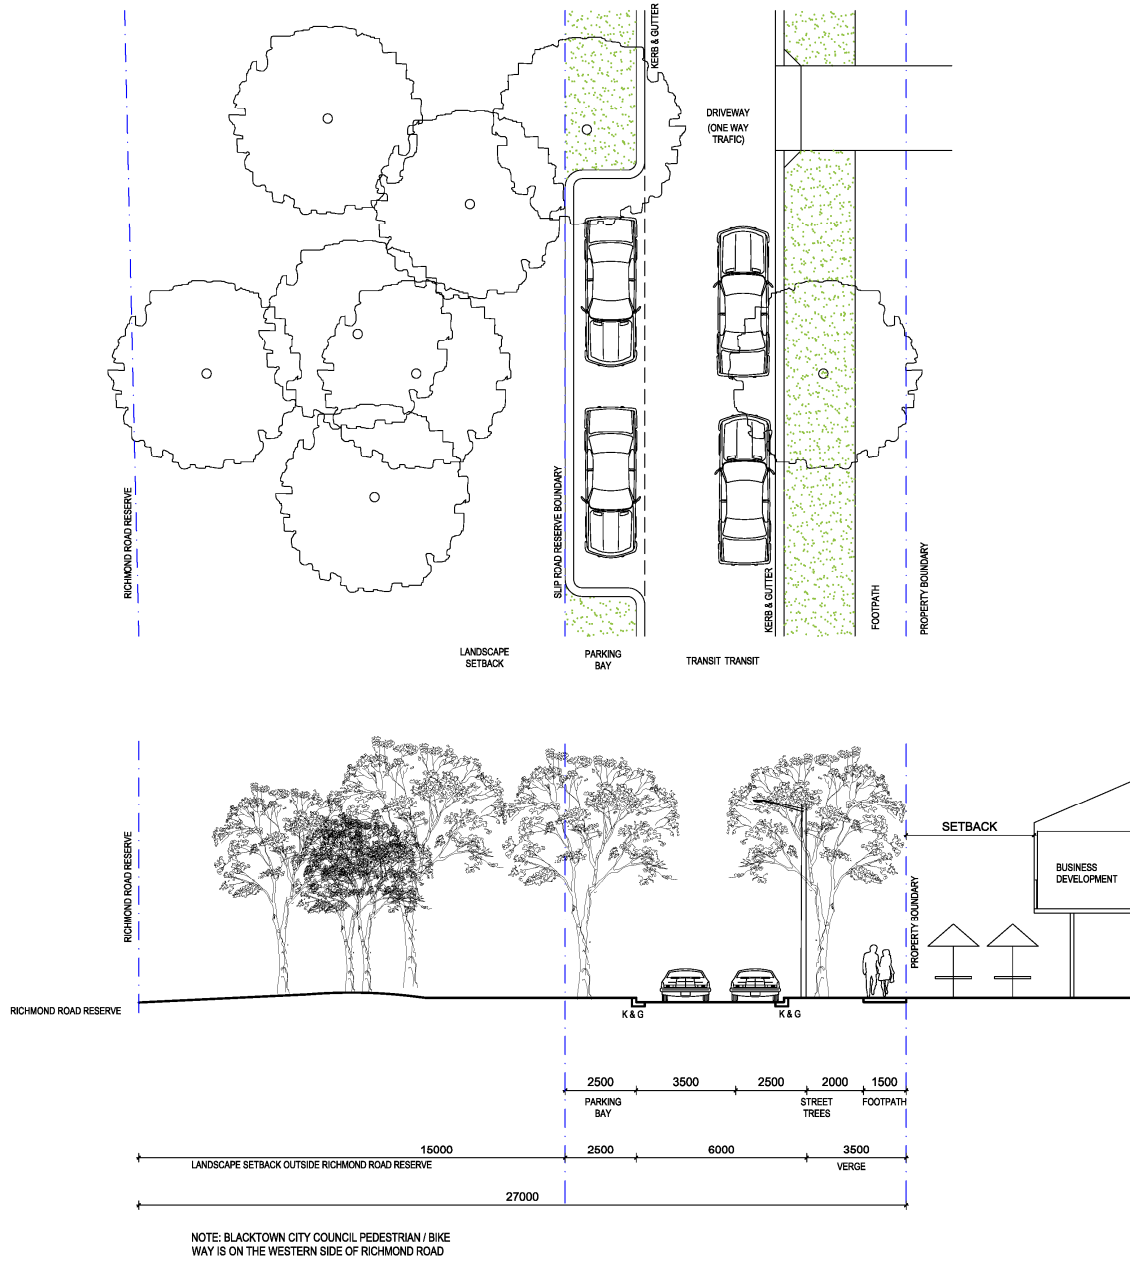 KERB & GUTTER
DRIVEWAY
(ONE WAY
TRAFIC)
RICHMOND ROAD RESERVE
SLIP ROAD RESERVE BOUNDARY
KERB & GUTTER
FOOTPATH
PROPERTY BOUNDARY
LANDSCAPE
SETBACK
PARKING
BAY
TRANSIT TRANSIT
RICHMOND ROAD RESERVE
SETBACK
BUSINESS
DEVELOPMENT
PROPERTY BOUNDARY
RICHMOND ROAD RESERVE
K & G
K & G
2500
3500
2500
2000
1500
PARKING
BAY
STREET
TREES
FOOTPATH
15000
2500
6000
3500
LANDSCAPE SETBACK OUTSIDE RICHMOND ROAD RESERVE
VERGE
27000
NOTE: BLACKTOWN CITY COUNCIL PEDESTRIAN / BIKE
WAY IS ON THE WESTERN SIDE OF RICHMOND ROAD